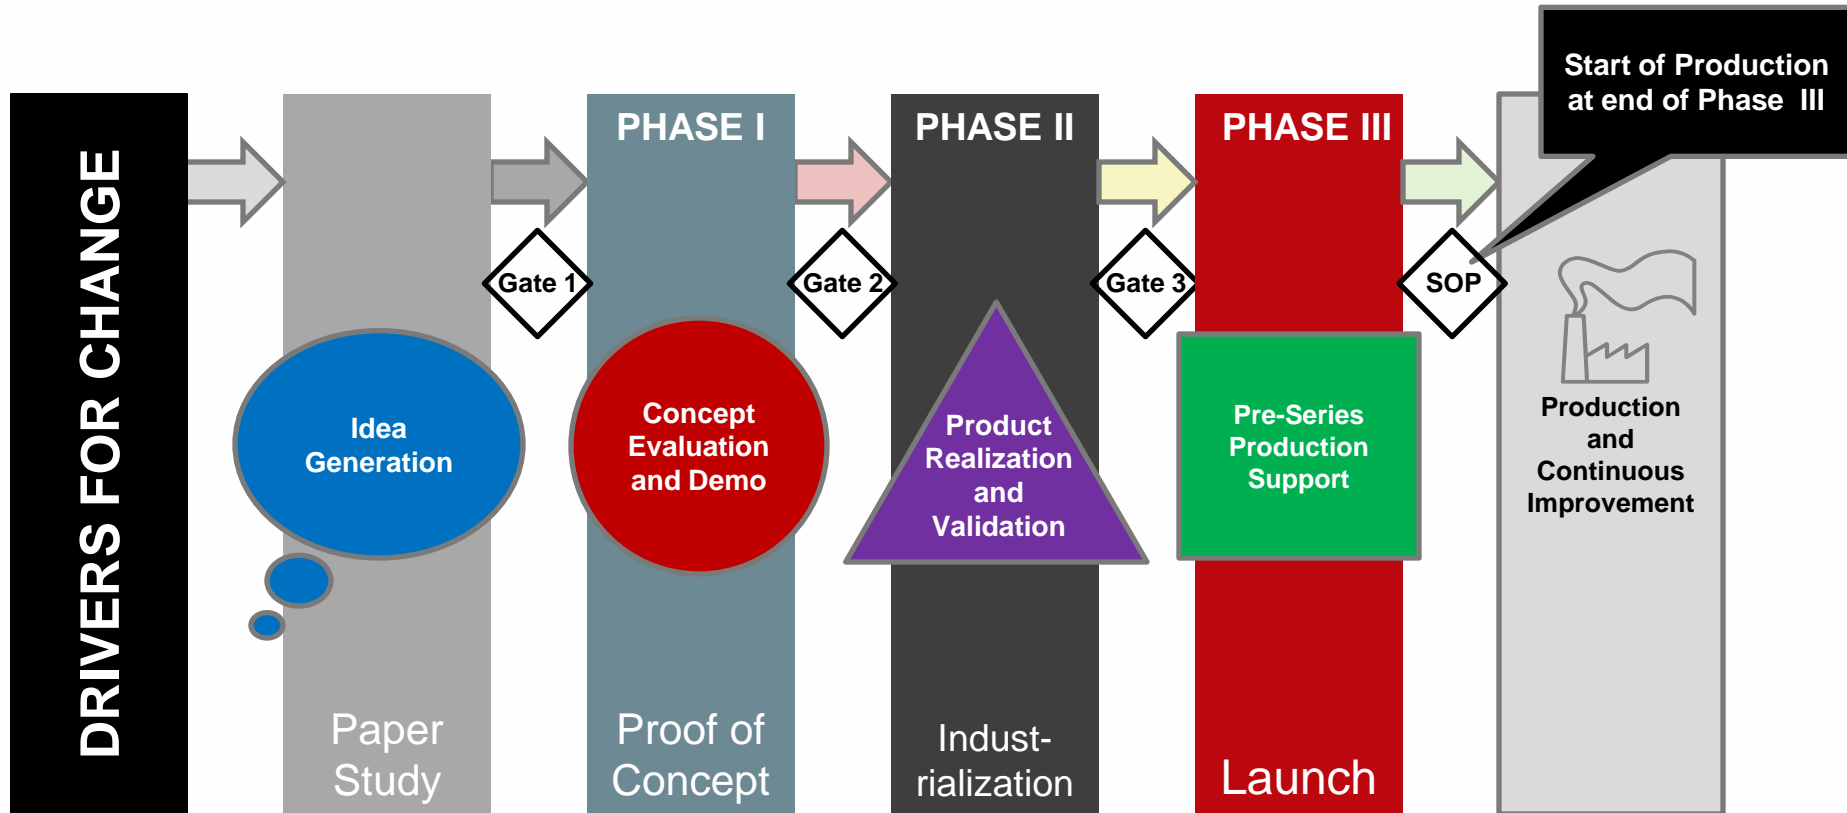 DRIVERS FOR CHANGE
Idea
Generation
Paper
Study
Gate 1
PHASE I
Concept
Evaluation
and Demo
Proof of
Concept
Gate 2
PHASE II
Product
Realization
and
Validation
Indust-
rialization
Gate 3
PHASE III
Pre-Series
Production
Support
Launch
SOP
Start of Production
at end of Phase III
Production
and
Continuous
Improvement